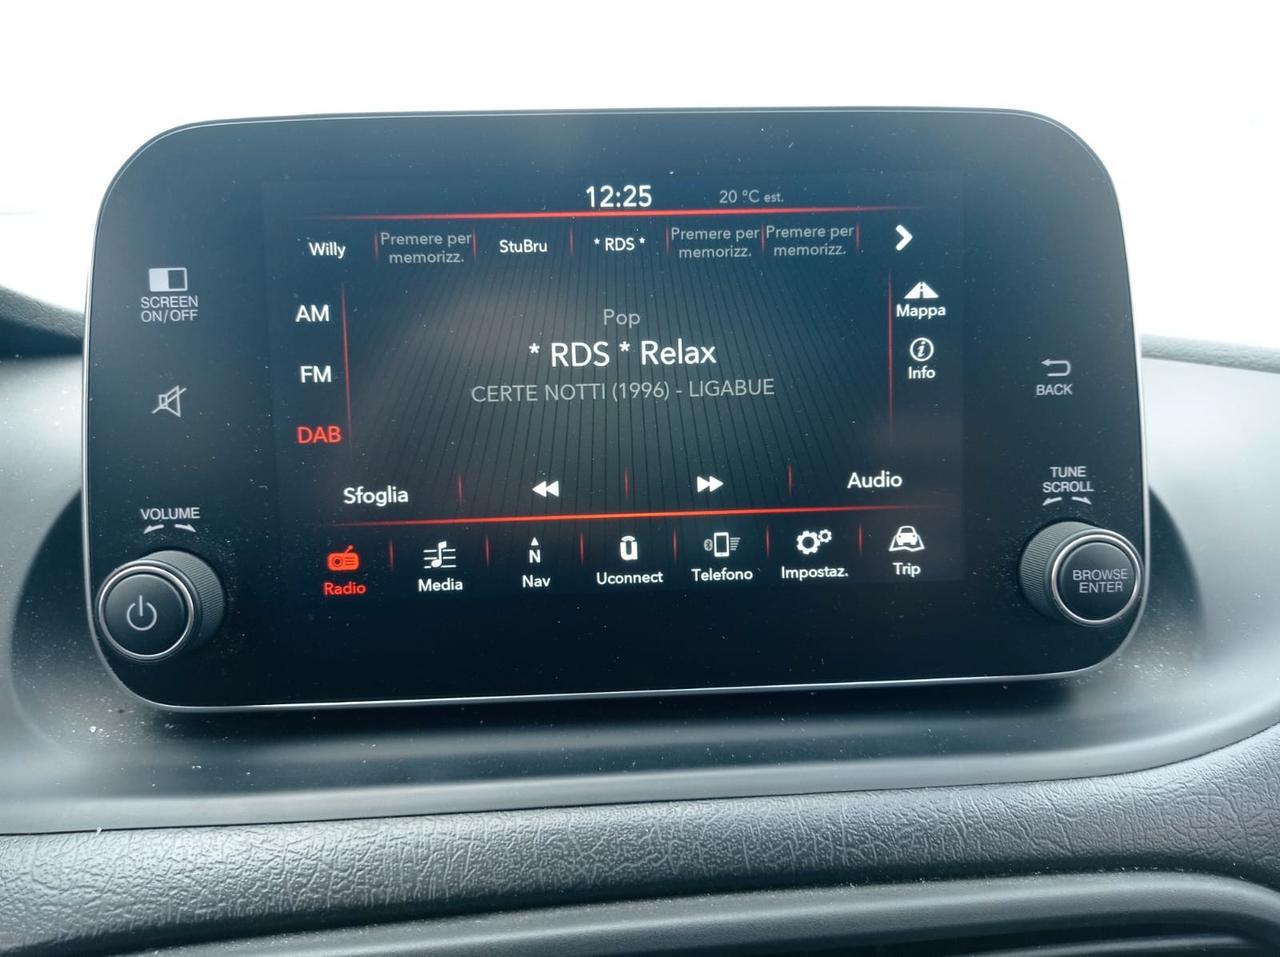 12:25
20 °C est.
Willy
Premere per
memorizz.
StuBru
* RDS *
Premere per
memorizz.
Premere per
memorizz.
SCREEN
ON/OFF
AM
Mappa
Pop
* RDS * Relax
FM
Info
CERTE NOTTI (1996) - LIGABUE
BACK
DAB
Sfoglia
Audio
VOLUME
TUNE
SCROLL
Radio
Media
N
Nav
Uconnect
Telefono
Impostaz.
Trip
BROWSE
ENTER